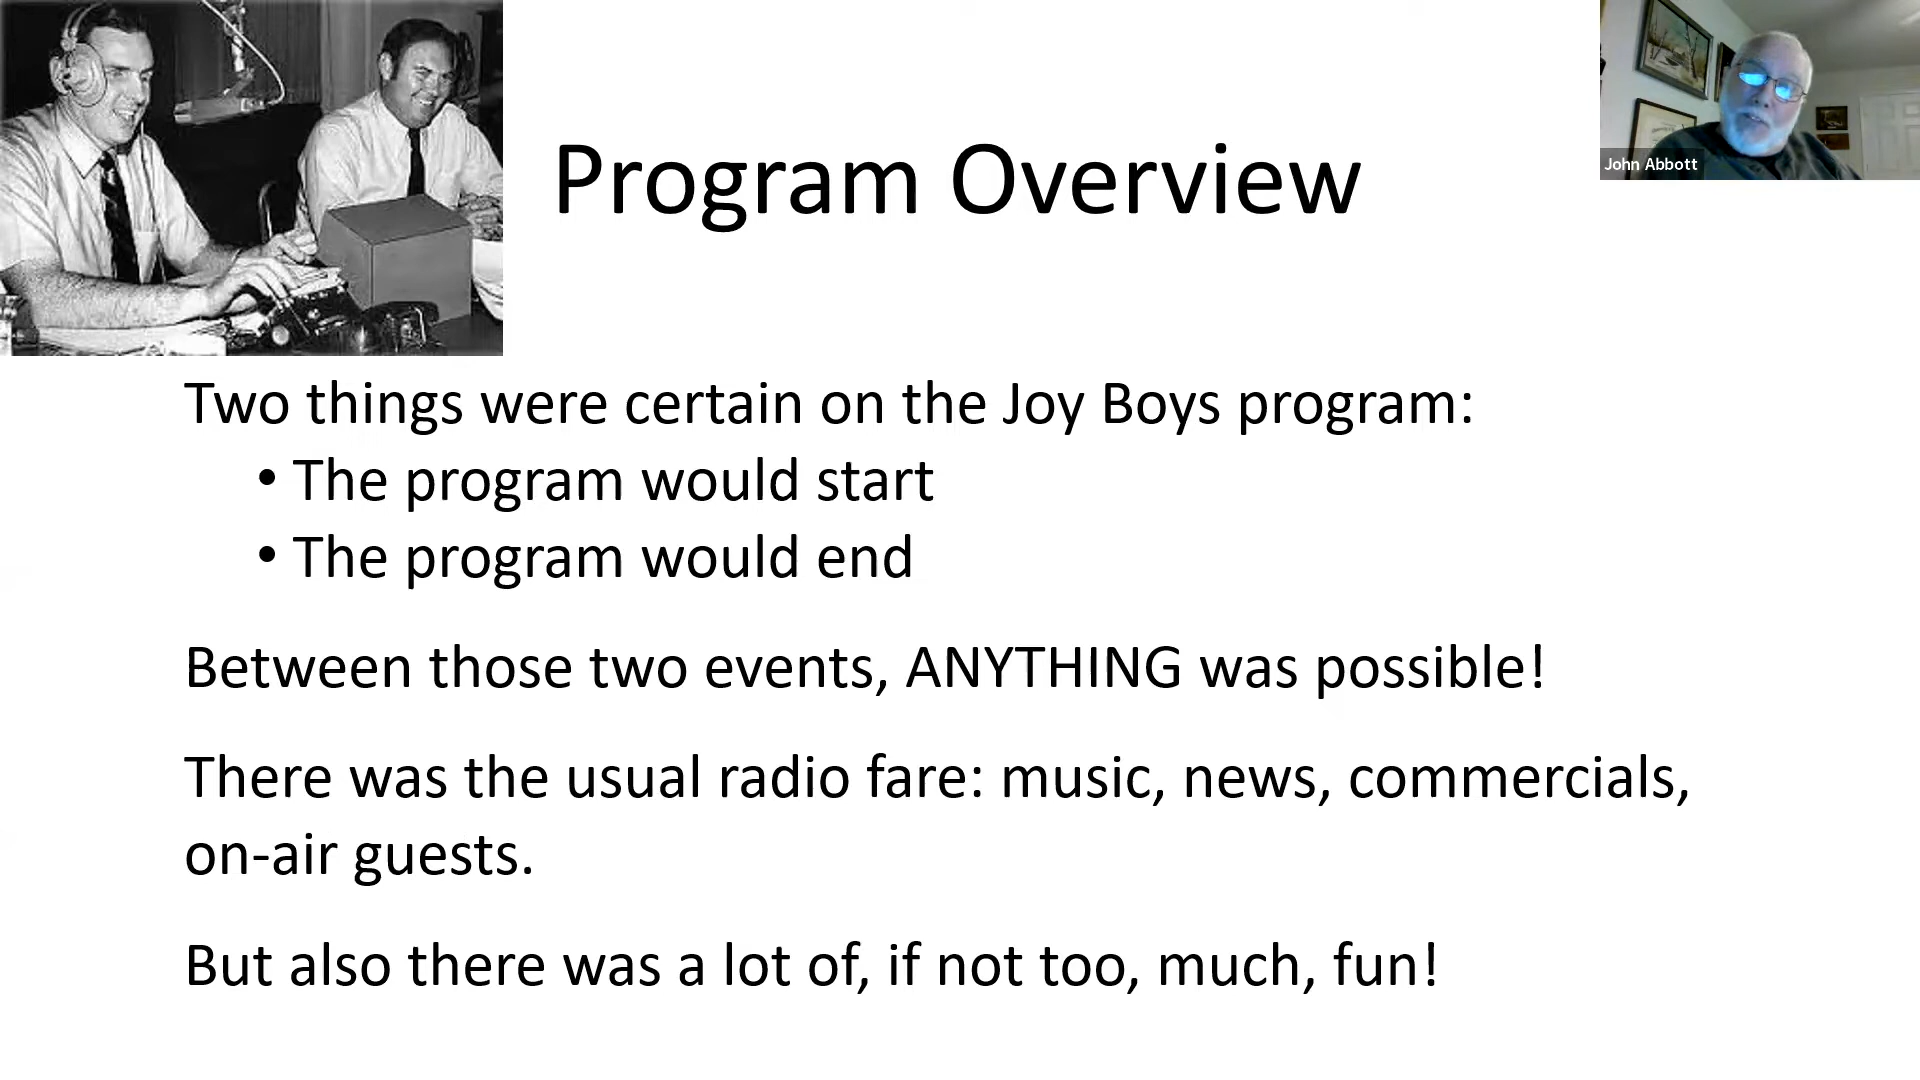 Program Overview
John Abbott
Two things were certain on the Joy Boys program:
• The program would start
• The program would end
Between those two events, ANYTHING was possible!
There was the usual radio fare: music, news, commercials,
on-air guests.
But also there was a lot of, if not too, much, fun!